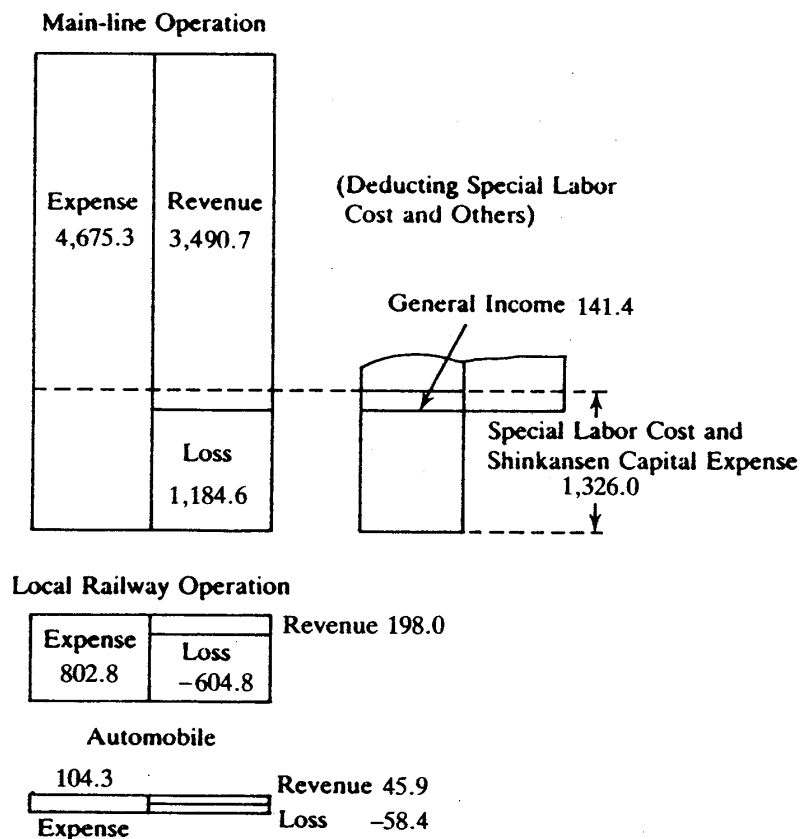 Main-line Operation
Expense
4,675.3
Revenue
3,490.7
Loss
1,184.6
(Deducting Special Labor
Cost and Others)
General Income 141.4
Special Labor Cost and
Shinkansen Capital Expense
1,326.0
Local Railway Operation
Expense
802.8
Revenue 198.0
Loss
-604.8
Automobile
104.3
Expense
Revenue 45.9
Loss -58.4